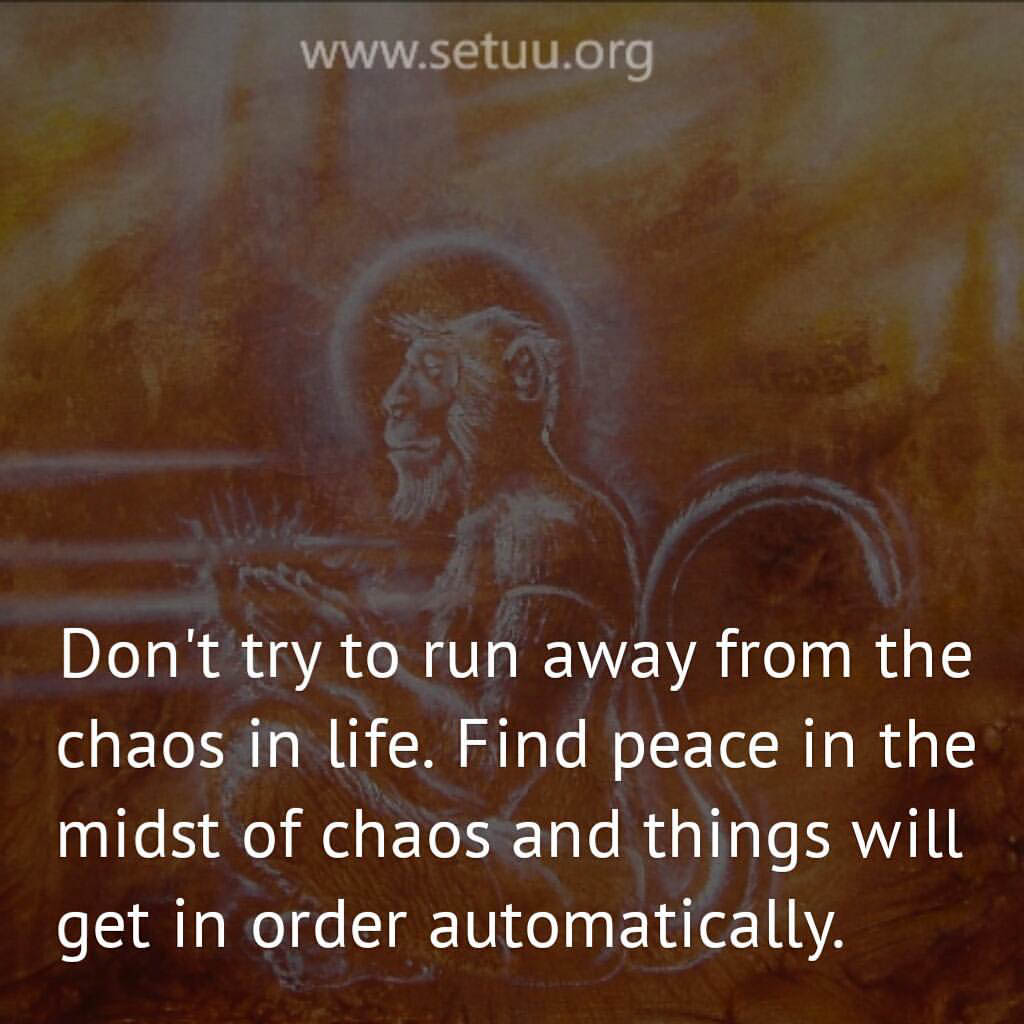 www.setuu.org
Don't try to run away from the
chaos in life. Find peace in the
midst of chaos and things will
get in order automatically.